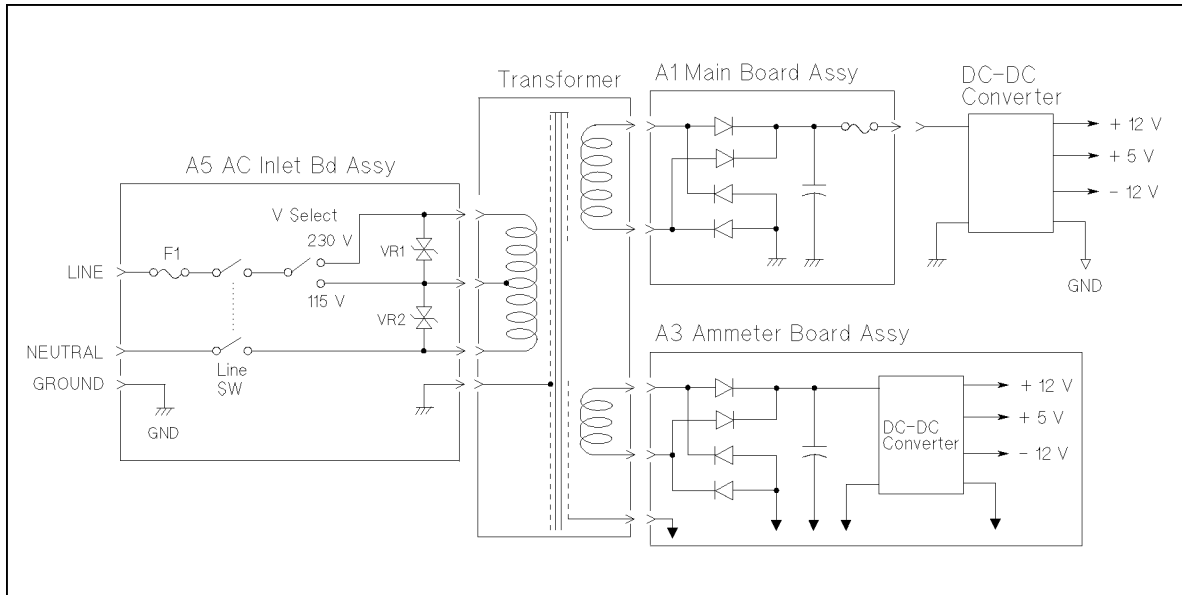 Transformer
A1 Main Board Assy
DC-DC
Converter
+ 12 V
+ 5 V
- 12 V
GND
A5 AC Inlet Bd Assy
V Select
230 V
F1
VR1
LINE
115 V
VR2
NEUTRAL
GROUND
Line
SW
GND
A3 Ammeter Board Assy
+ 12 V
+ 5 V
DC-DC
Converter
- 12 V